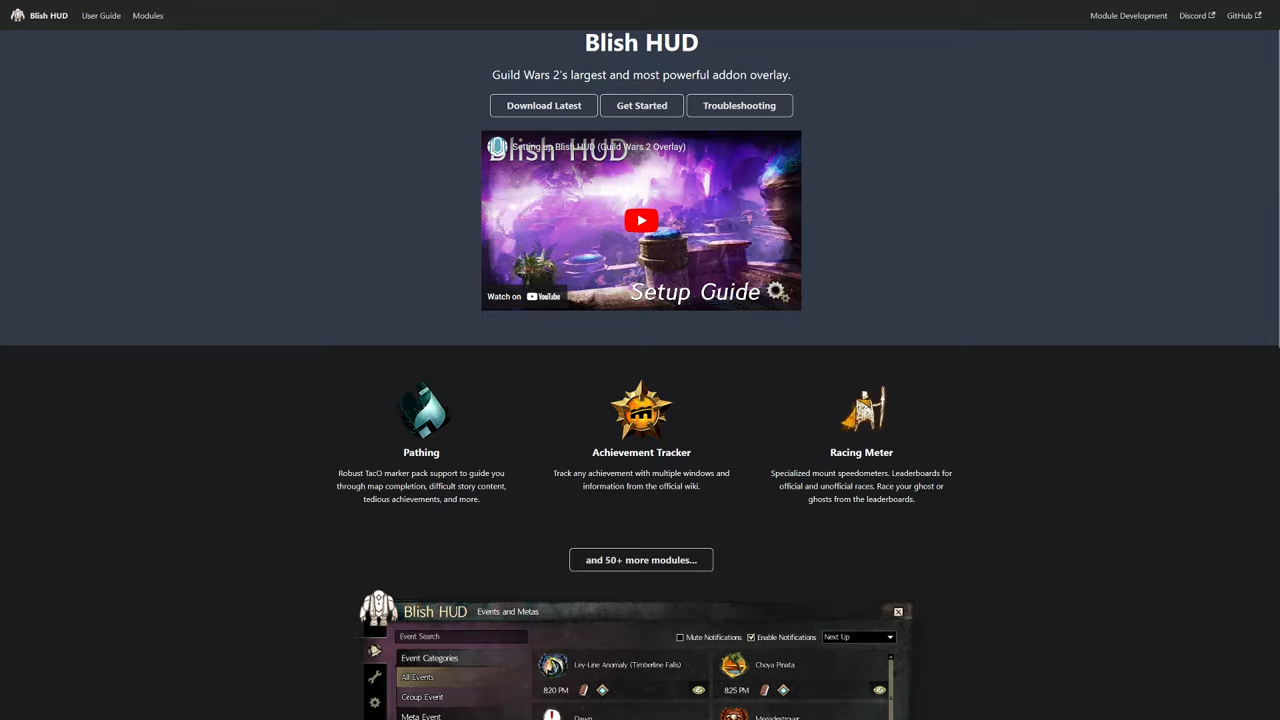 Blish HUD User Guide Modules Module Development Discord GitHub
Blish HUD
Guild Wars 2's largest and most powerful addon overlay.
Download Latest Get Started Troubleshooting
Blish HUD
Setting up Blish HUD (Guild Wars 2 Overlay)
Watch on YouTube
Setup Guide
Pathing
Robust TacO marker pack support to guide you
through map completion, difficult story content,
tedious achievements, and more.
Achievement Tracker
Track any achievement with multiple windows and
information from the official wiki.
Racing Meter
Specialized mount speedometers. Leaderboards for
official and unofficial races. Race your ghost or
ghosts from the leaderboards.
and 50+ more modules...
Blish HUD Events and Metas
Event Search
Mute Notifications Enable Notifications Next Up
Event Categories
All Events
Group Event
Meta Event
Ley-Line Anomaly (Timberline Falls)
8:20 PM
Choya Pinata
8:25 PM
Dawn
Megadestroyer